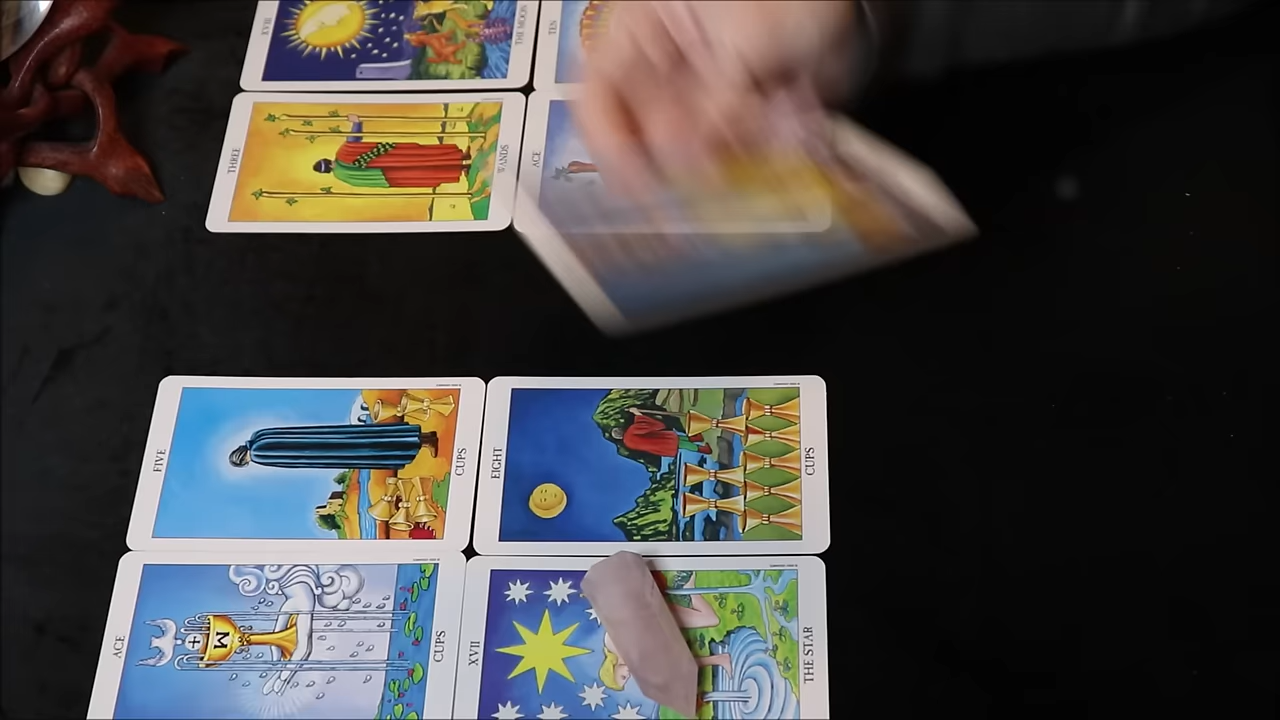 XVIII
THE MOON
TEN
THREE
WANDS
ACE
FIVE
CUPS
EIGHT
CUPS
ACE
M
CUPS
XVII
THE STAR